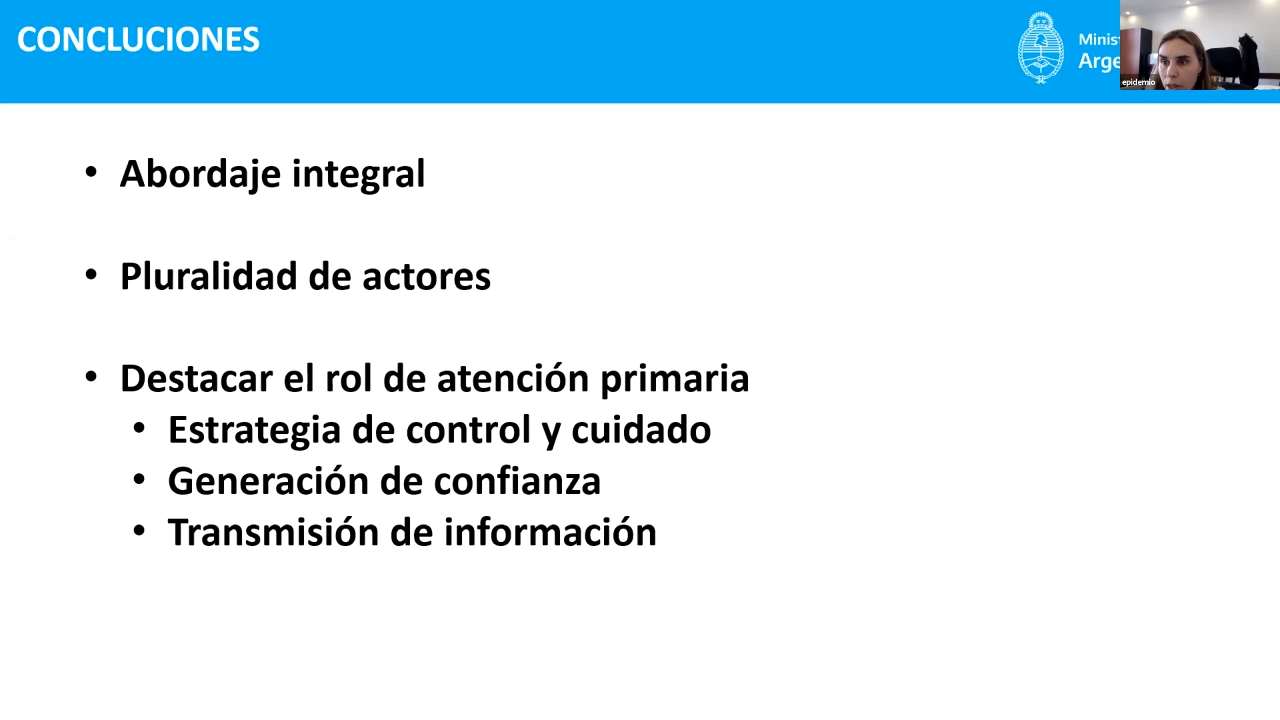 CONCLUCIONES
Minis
Arge
epidemio
• Abordaje integral
• Pluralidad de actores
• Destacar el rol de atención primaria
• Estrategia de control y cuidado
• Generación de confianza
• Transmisión de información